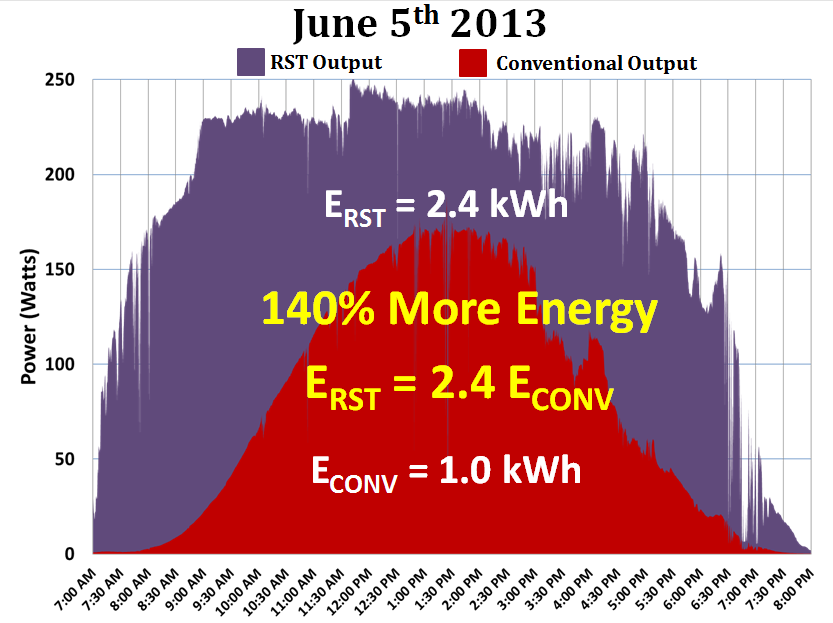 June 5th 2013
RST Output
Conventional Output
250
200
150
100
50
0
Power (Watts)
ERST = 2.4 kWh
140% More Energy
ERST = 2.4 ECONV
ECONV = 1.0 kWh
7:00 AM
7:30 AM
8:00 AM
8:30 AM
9:00 AM
9:30 AM
10:00 AM
10:30 AM
11:00 AM
11:30 AM
12:00 PM
12:30 PM
1:00 PM
1:30 PM
2:00 PM
2:30 PM
3:00 PM
3:30 PM
4:00 PM
4:30 PM
5:00 PM
5:30 PM
6:00 PM
6:30 PM
7:00 PM
7:30 PM
8:00 PM